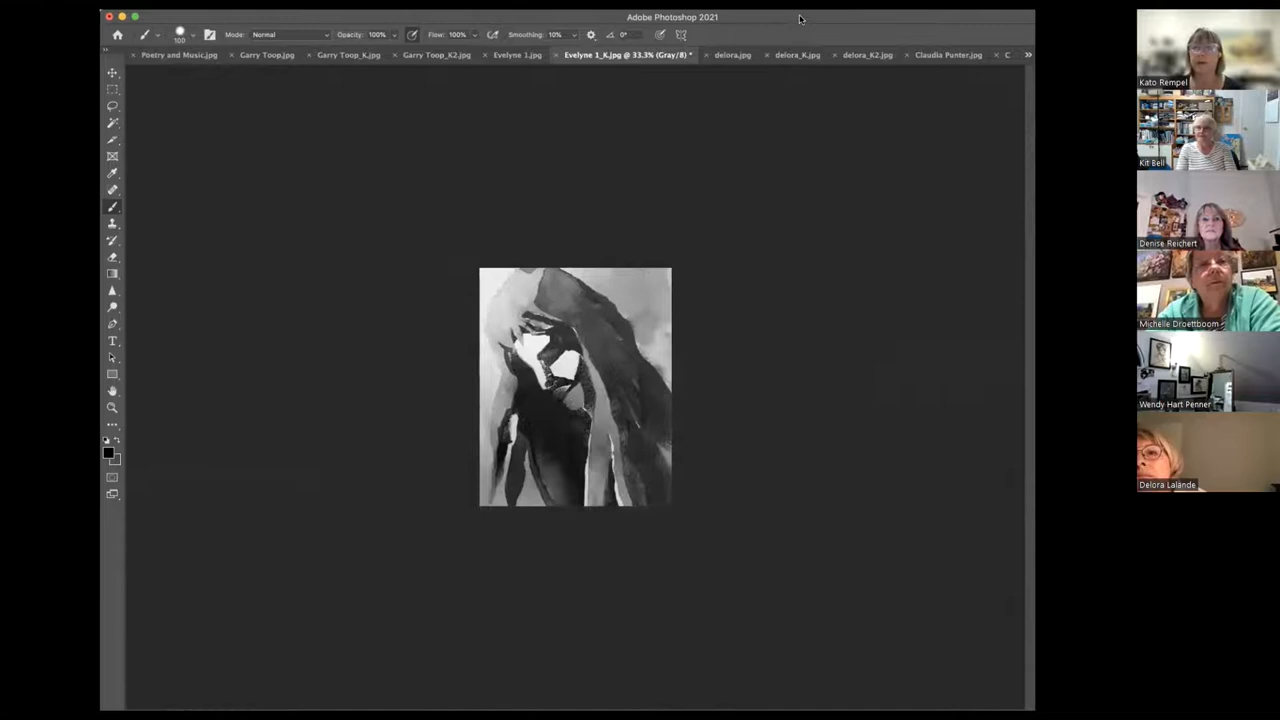 Adobe Photoshop 2021
100
Mode: Normal
Opacity: 100%
Flow: 100%
Smoothing: 10%
0°
Poetry and Music.jpg
Garry Toop.jpg
Garry Toop_K.jpg
Garry Toop_K2.jpg
Evelyne 1.jpg
Evelyne 1_K.jpg @ 33.3% (Gray/8) *
delora.jpg
delora_K.jpg
delora_K2.jpg
Claudia Punter.jpg
C
Kato Rempel
Kit Bell
Denise Reichert
Michelle Droettboom
Wendy Hart Penner
Delora Lalande